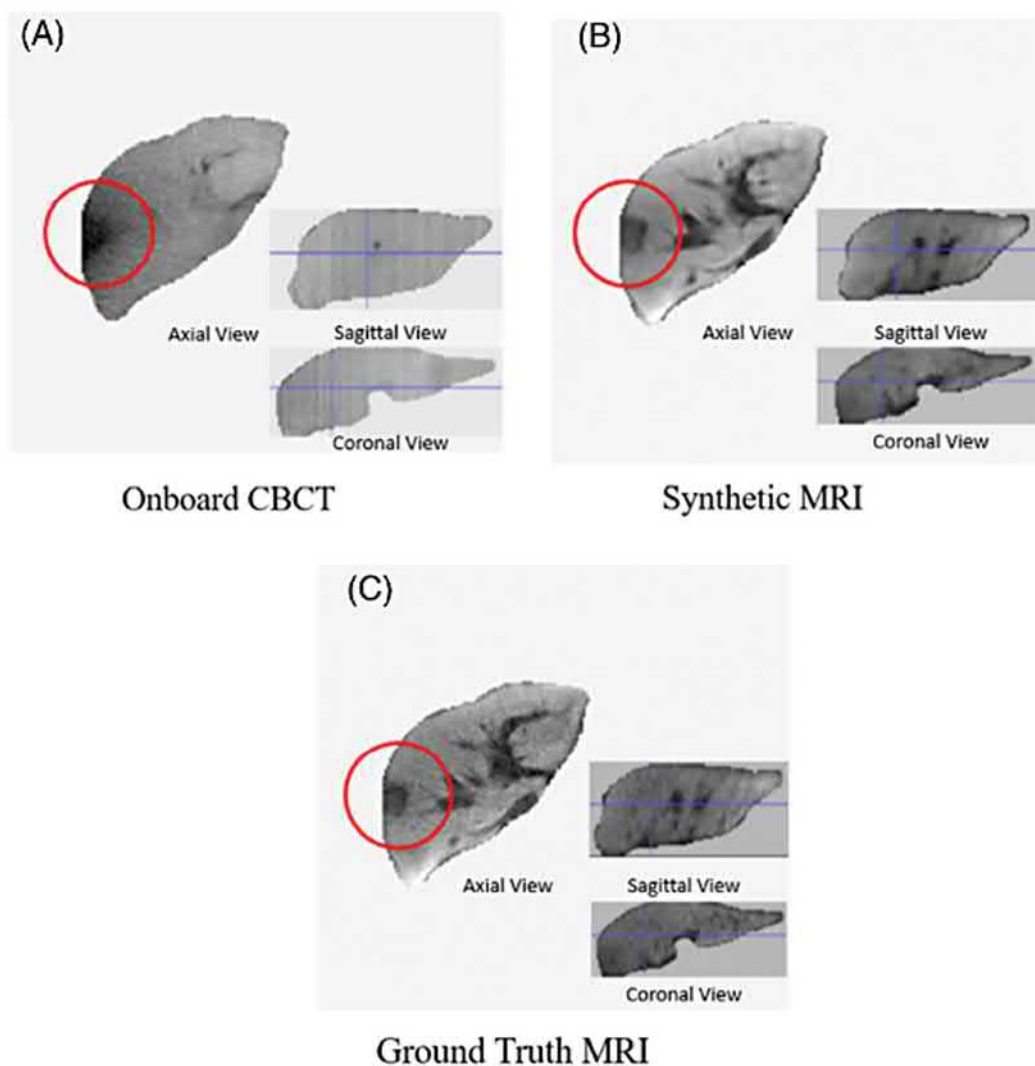 (A)
Axial View
Sagittal View
Coronal View
Onboard CBCT
(B)
Axial View
Sagittal View
Coronal View
Synthetic MRI
(C)
Axial View
Sagittal View
Coronal View
Ground Truth MRI